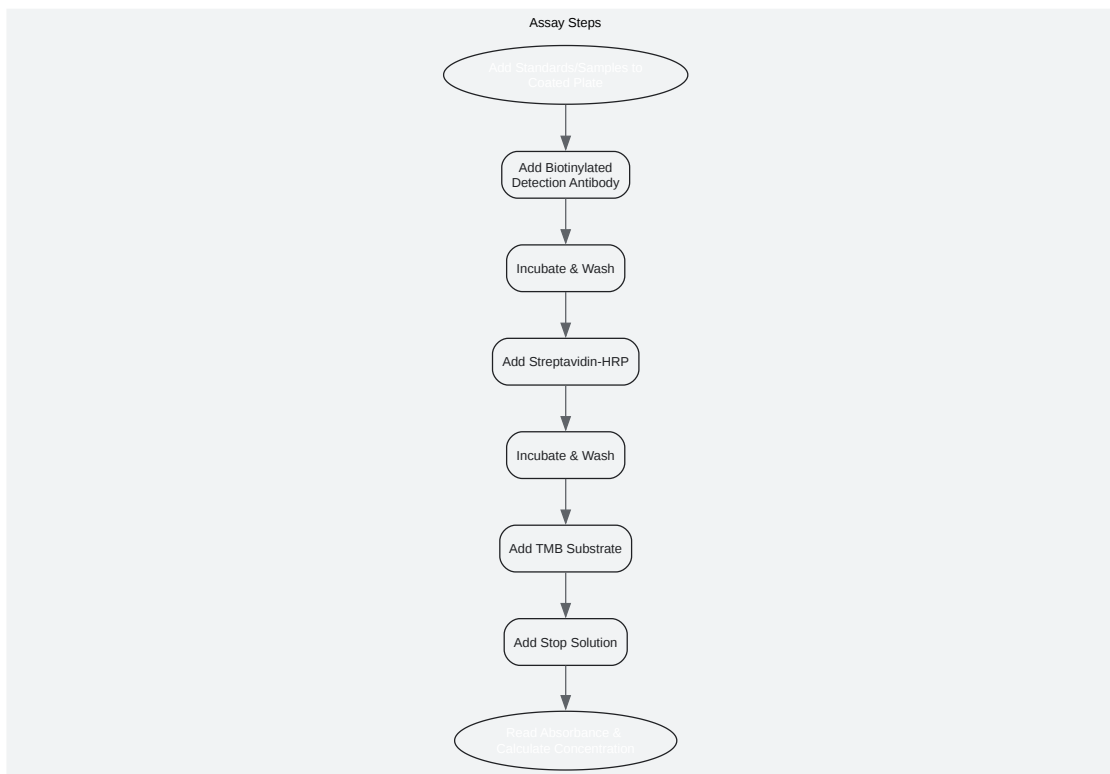 Assay Steps
Add Standards/Samples to
Coated Plate
Add Biotinylated
Detection Antibody
Incubate & Wash
Add Streptavidin-HRP
Incubate & Wash
Add TMB Substrate
Add Stop Solution
Read Absorbance &
Calculate Concentration